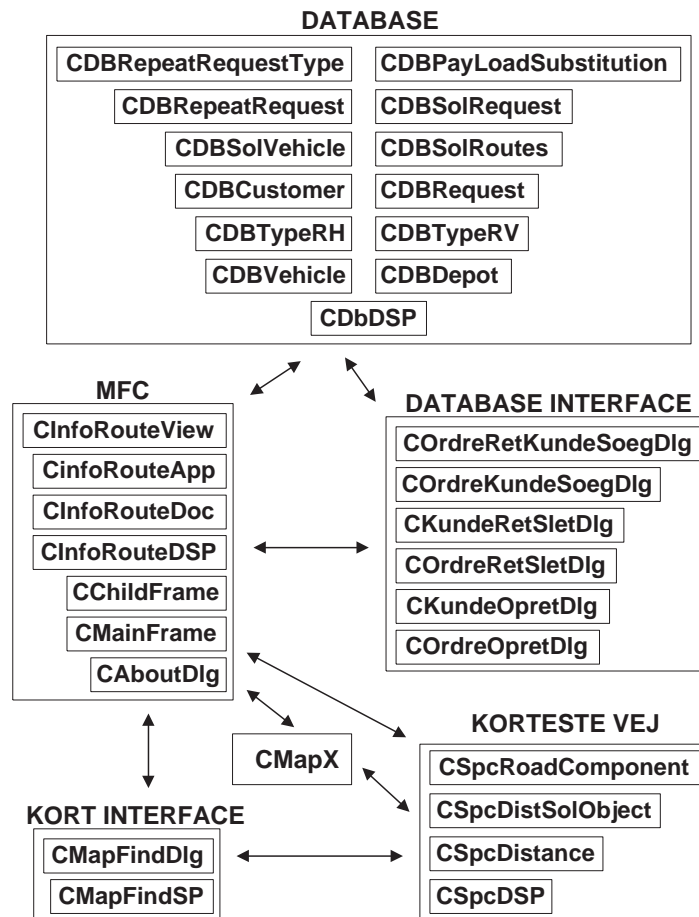 DATABASE
CDBRepeatRequestType
CDBPayLoadSubstitution
CDBRepeatRequest
CDBSolRequest
CDBSolVehicle
CDBSolRoutes
CDBCustomer
CDBRequest
CDBTypeRH
CDBTypeRV
CDBVehicle
CDBDepot
CDbDSP
MFC
CInfoRouteView
CinfoRouteApp
CInfoRouteDoc
CInfoRouteDSP
CChildFrame
CMainFrame
CAboutDlg
DATABASE INTERFACE
COrdreRetKundeSoegDlg
COrdreKundeSoegDlg
CKundeRetSletDlg
COrdreRetSletDlg
CKundeOpretDlg
COrdreOpretDlg
CMapX
KORTESTE VEJ
CSpcRoadComponent
CSpcDistSolObject
CSpcDistance
CSpcDSP
KORT INTERFACE
CMapFindDlg
CMapFindSP